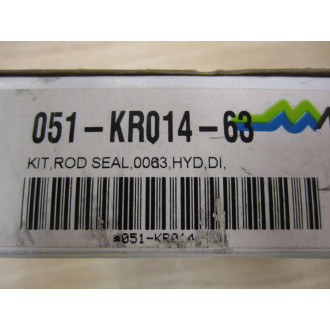 051-KR014-63
KIT,ROD SEAL,0063,HYD,DI,
*051-KR014